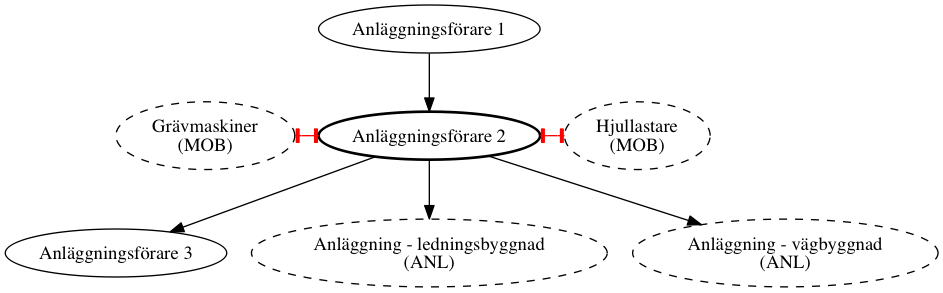 Anläggningsförare 1
Grävmaskiner
(MOB)
Anläggningsförare 2
Hjullastare
(MOB)
Anläggningsförare 3
Anläggning - ledningsbyggnad
(ANL)
Anläggning - vägbyggnad
(ANL)